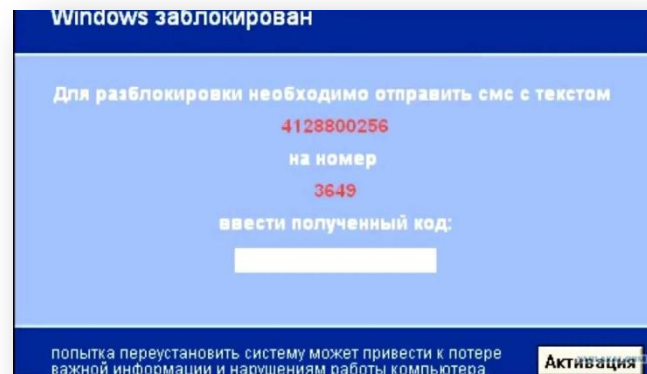 Windows заблокирован
Для разблокировки необходимо отправить смс с текстом
4128800256
на номер
3649
ввести полученный код:
попытка переустановить систему может привести к потере
важной информации и нарушениям работы компьютера
Активация